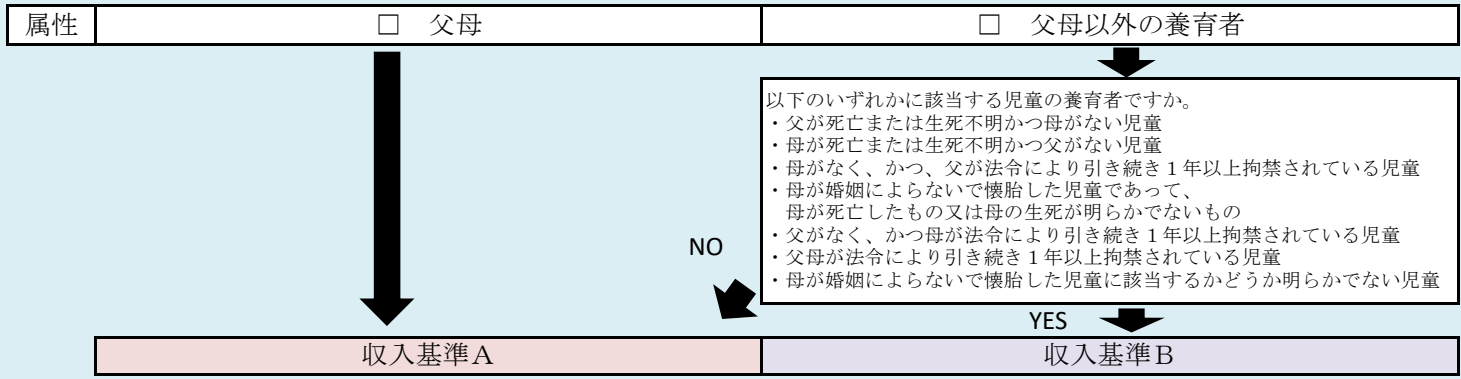 属性 □ 父母 □ 父母以外の養育者
以下のいずれかに該当する児童の養育者ですか。
・父が死亡または生死不明かつ母がない児童
・母が死亡または生死不明かつ父がない児童
・母がなく、かつ、父が法令により引き続き１年以上拘禁されている児童
・母が婚姻によらないで懐胎した児童であって、
母が死亡したもの又は母の生死が明らかでないもの
・父がなく、かつ母が法令により引き続き１年以上拘禁されている児童
・父母が法令により引き続き１年以上拘禁されている児童
・母が婚姻によらないで懐胎した児童に該当するかどうか明らかでない児童
NO
YES
収入基準Ａ 収入基準Ｂ